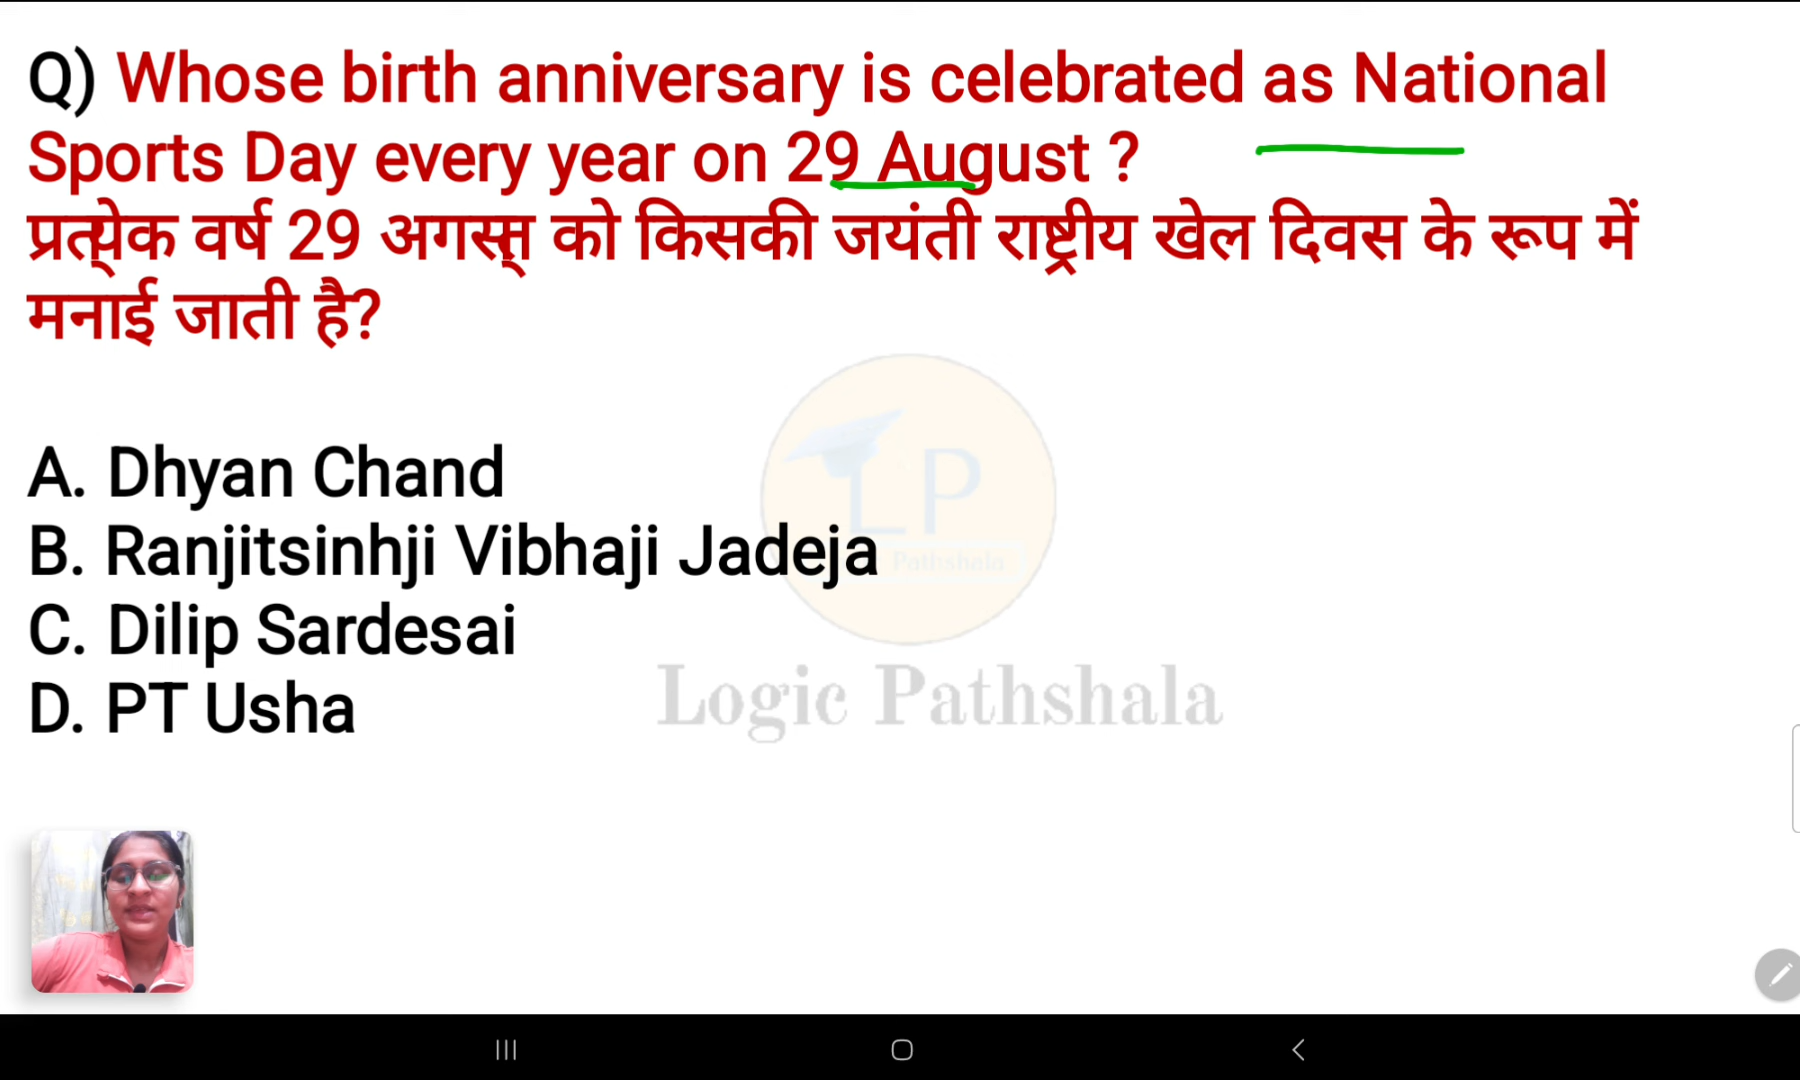 Q) Whose birth anniversary is celebrated as National
Sports Day every year on 29 August ?
प्रत्येक वर्ष 29 अगस्त को किसकी जयंती राष्ट्रीय खेल दिवस के रूप में
मनाई जाती है?
A. Dhyan Chand
B. Ranjitsinhji Vibhaji Jadeja
C. Dilip Sardesai
D. PT Usha
LP
Pathshala
Logic Pathshala